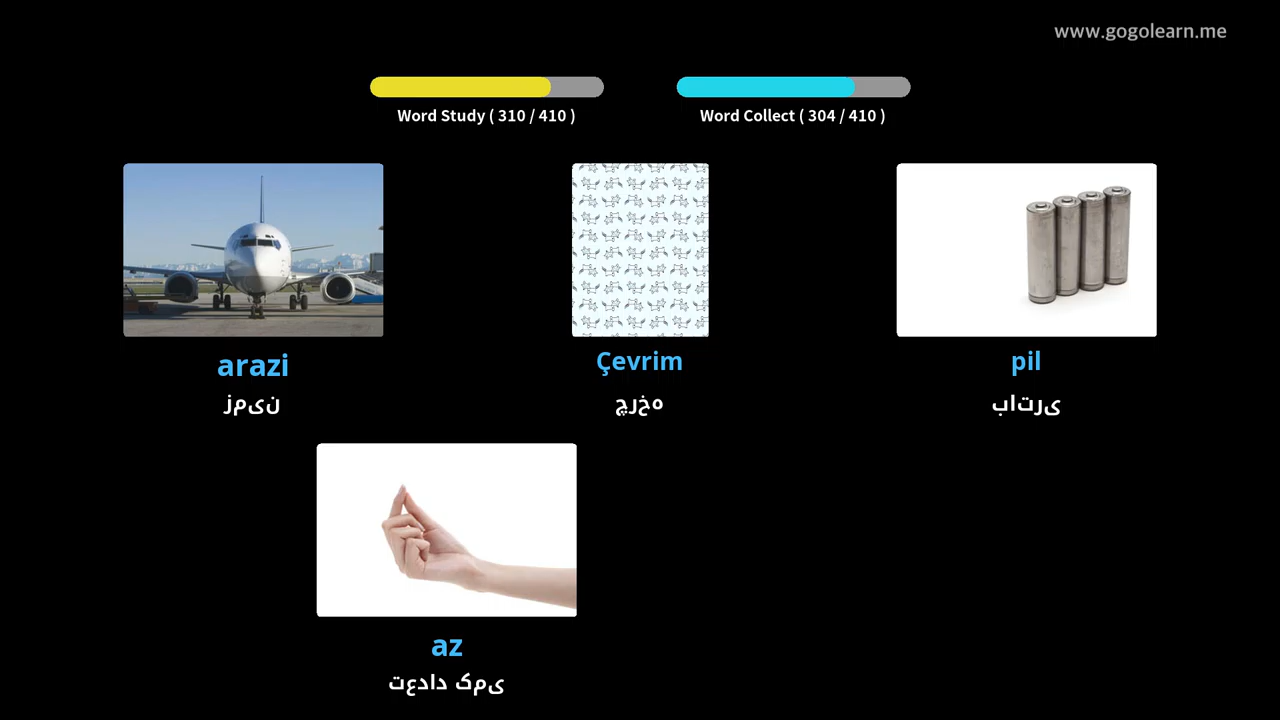 www.gogolearn.me
Word Study ( 310 / 410 )
Word Collect ( 304 / 410 )
arazi
زمین
Çevrim
چرخه
pil
باتری
az
تعداد کمی